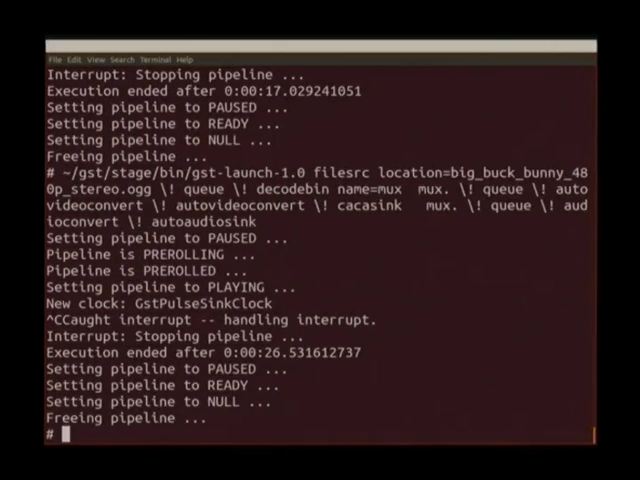 File Edit View Search Terminal Help
Interrupt: Stopping pipeline ...
Execution ended after 0:00:17.029241051
Setting pipeline to PAUSED ...
Setting pipeline to READY ...
Setting pipeline to NULL ...
Freeing pipeline ...
# ~/gst/stage/bin/gst-launch-1.0 filesrc location=big_buck_bunny_48
0p_stereo.ogg \! queue \! decodebin name=mux  mux. \! queue \! auto
videoconvert \! autovideoconvert \! cacasink   mux. \! queue \! aud
ioconvert \! autoaudiosink
Setting pipeline to PAUSED ...
Pipeline is PREROLLING ...
Pipeline is PREROLLED ...
Setting pipeline to PLAYING ...
New clock: GstPulseSinkClock
^CCaught interrupt -- handling interrupt.
Interrupt: Stopping pipeline ...
Execution ended after 0:00:26.531612737
Setting pipeline to PAUSED ...
Setting pipeline to READY ...
Setting pipeline to NULL ...
Freeing pipeline ...
#